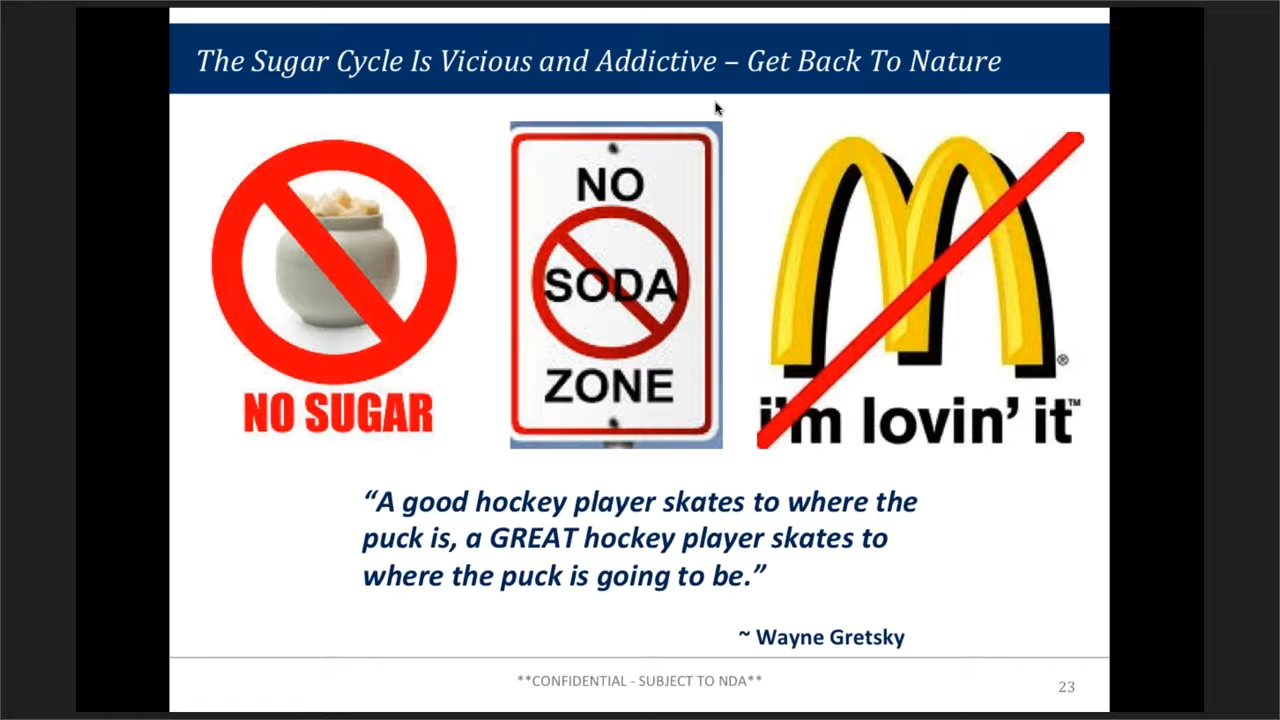 The Sugar Cycle Is Vicious and Addictive – Get Back To Nature
NO SUGAR
NO
SODA
ZONE
®
i'm lovin' it™
“A good hockey player skates to where the
puck is, a GREAT hockey player skates to
where the puck is going to be.”
~ Wayne Gretsky
**CONFIDENTIAL - SUBJECT TO NDA**
23